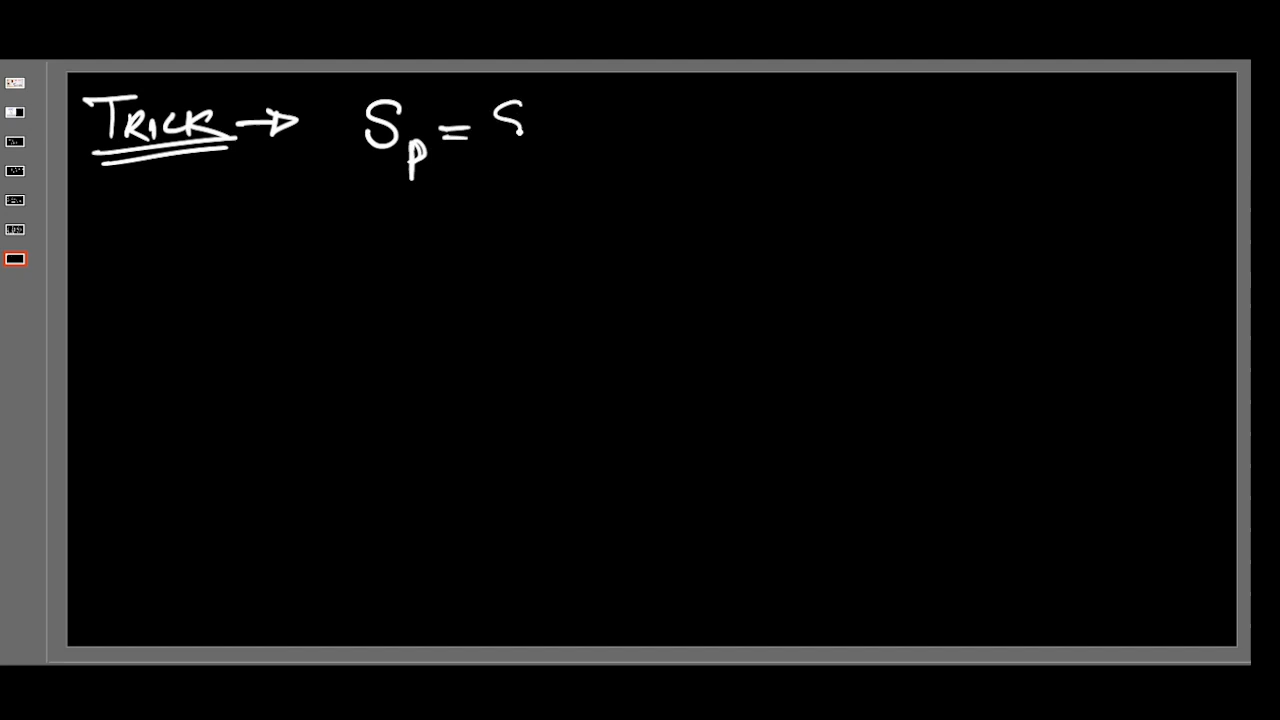 TRICK → Sp = S